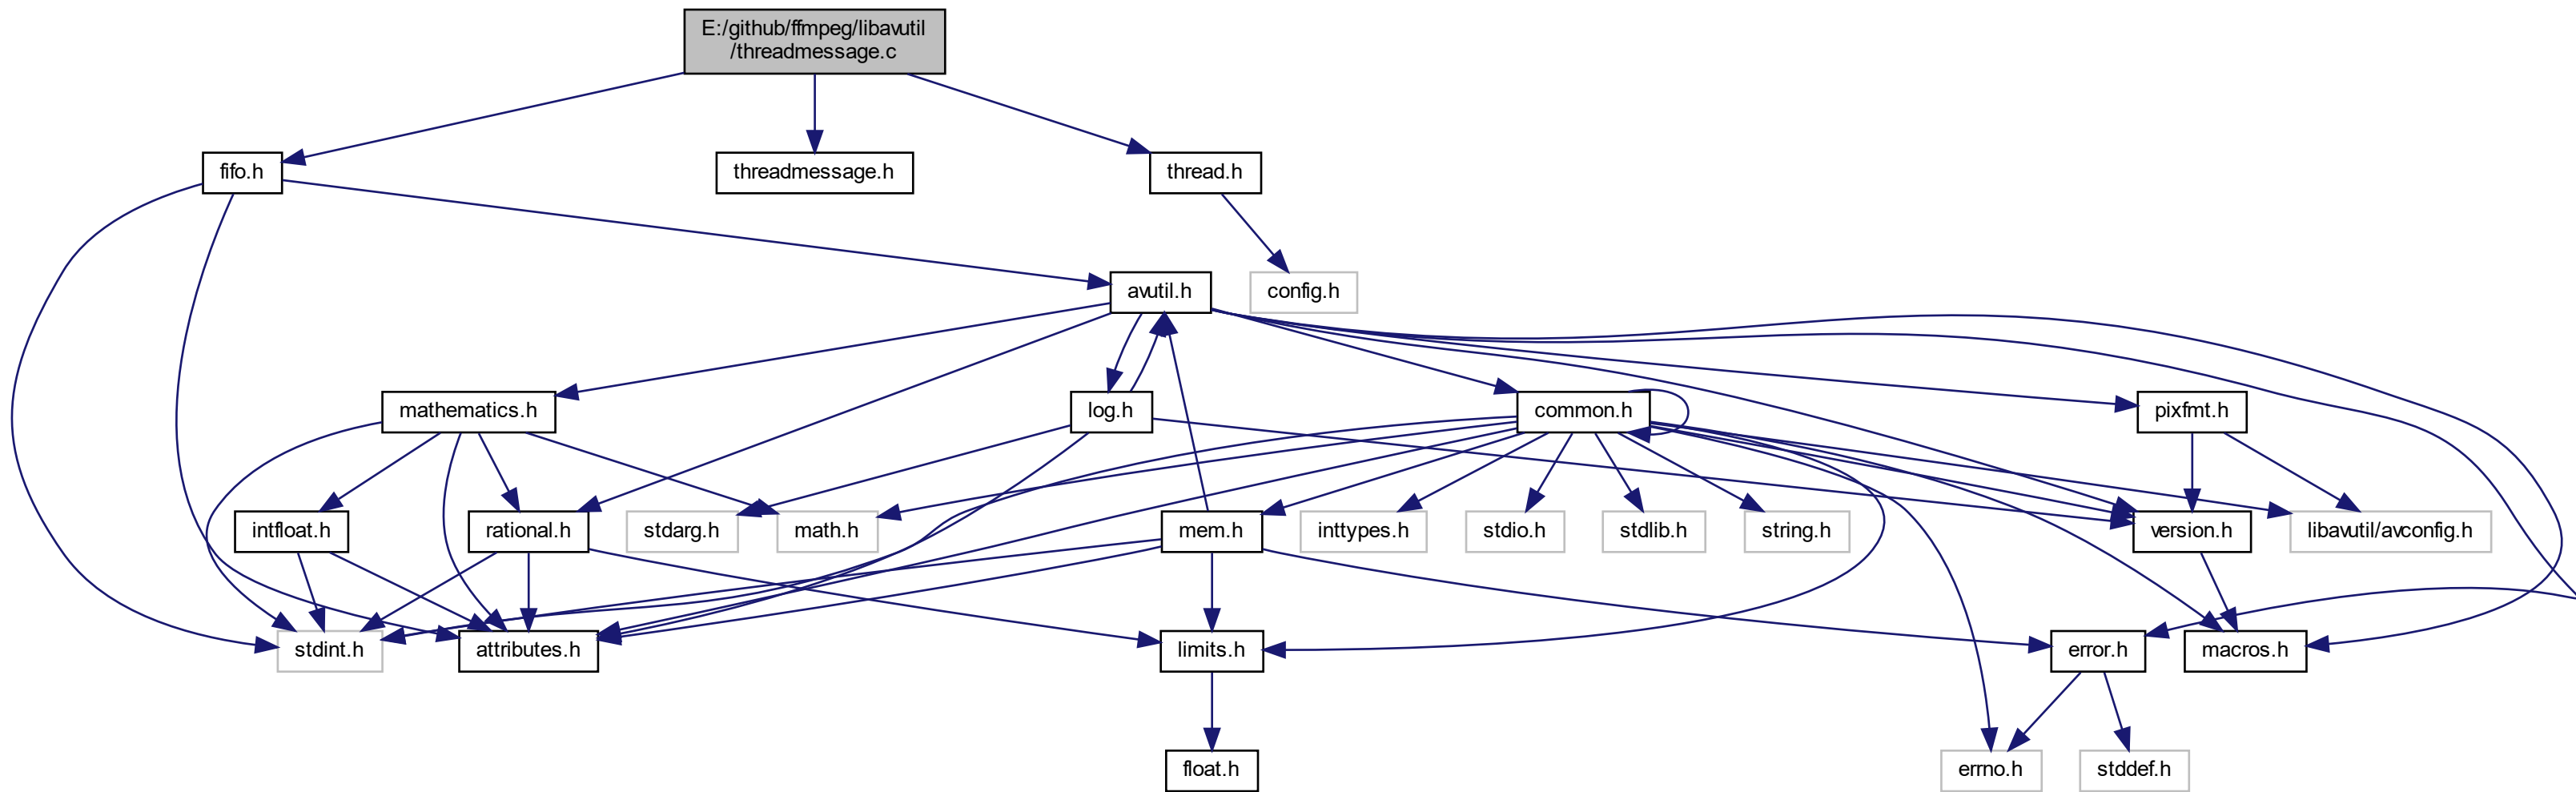 E:/github/ffmpeg/libavutil
/threadmessage.c
fifo.h
threadmessage.h
thread.h
avutil.h
config.h
mathematics.h
log.h
common.h
pixfmt.h
intfloat.h
rational.h
stdarg.h
math.h
mem.h
inttypes.h
stdio.h
stdlib.h
string.h
version.h
libavutil/avconfig.h
stdint.h
attributes.h
limits.h
error.h
macros.h
float.h
errno.h
stddef.h